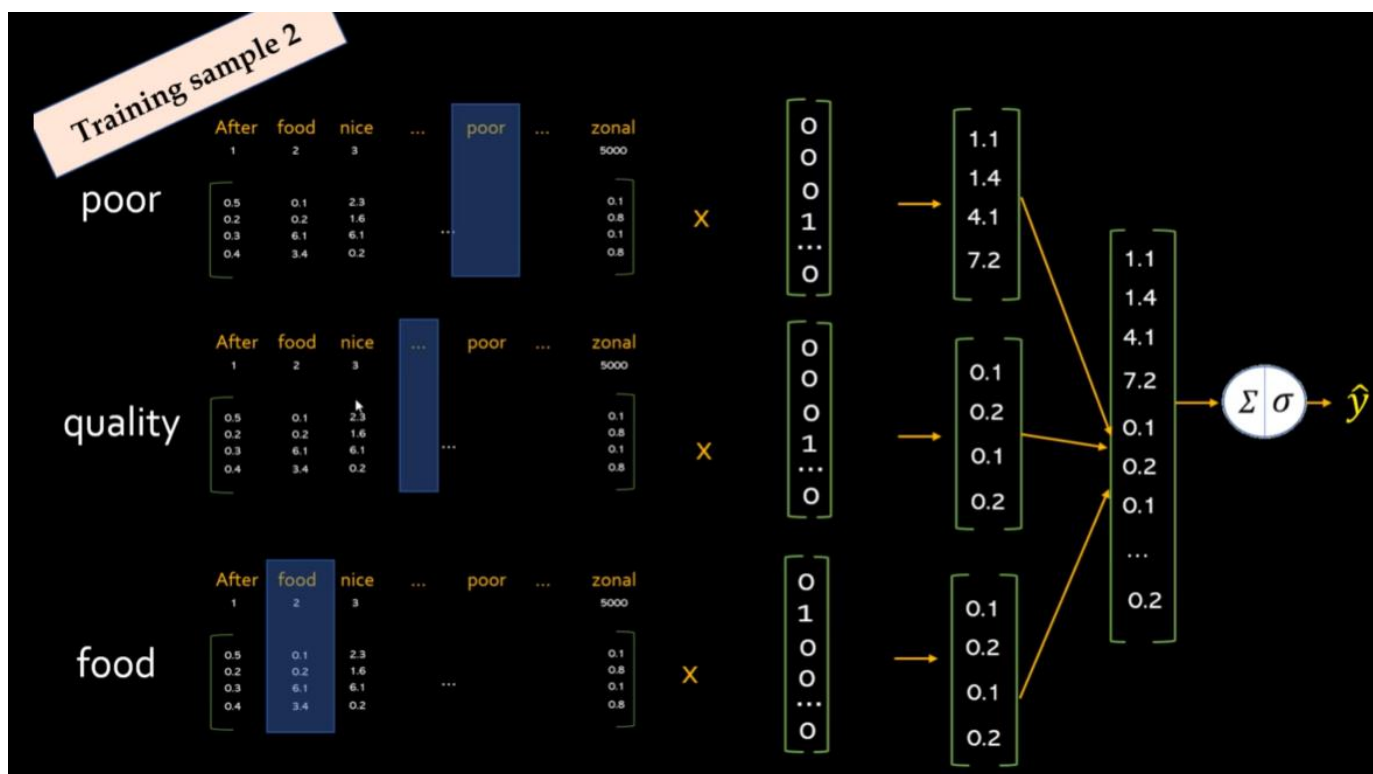 Training sample 2
After food nice ... poor ... zonal
1 2 3 5000
poor
0.5 0.1 2.3 0.1
0.2 0.2 1.6 0.8
0.3 6.1 6.1 ... 0.1
0.4 3.4 0.2 0.8
x
0
0
0
1
...
0
1.1
1.4
4.1
7.2
After food nice ... poor ... zonal
1 2 3 5000
quality
0.5 0.1 2.3 0.1
0.2 0.2 1.6 0.8
0.3 6.1 6.1 ... 0.1
0.4 3.4 0.2 0.8
x
0
0
0
1
...
0
0.1
0.2
0.1
0.2
After food nice ... poor ... zonal
1 2 3 5000
food
0.5 0.1 2.3 0.1
0.2 0.2 1.6 0.8
0.3 6.1 6.1 ... 0.1
0.4 3.4 0.2 0.8
x
0
1
0
0
...
0
0.1
0.2
0.1
0.2
1.1
1.4
4.1
7.2
0.1
0.2
0.1
...
0.2
Σ σ ŷ